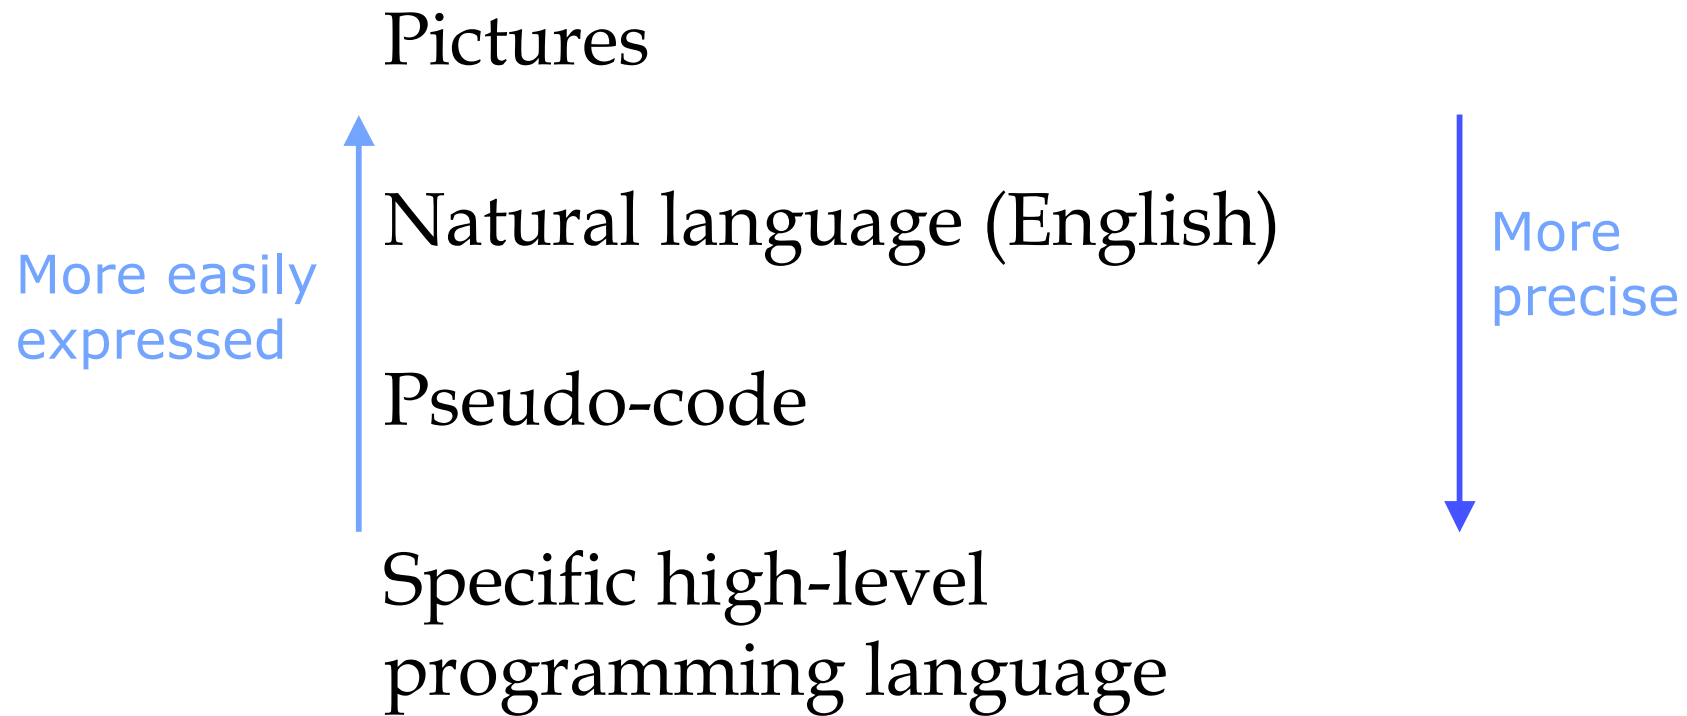 Pictures
Natural language (English)
More easily
expressed
More
precise
Pseudo-code
Specific high-level
programming language